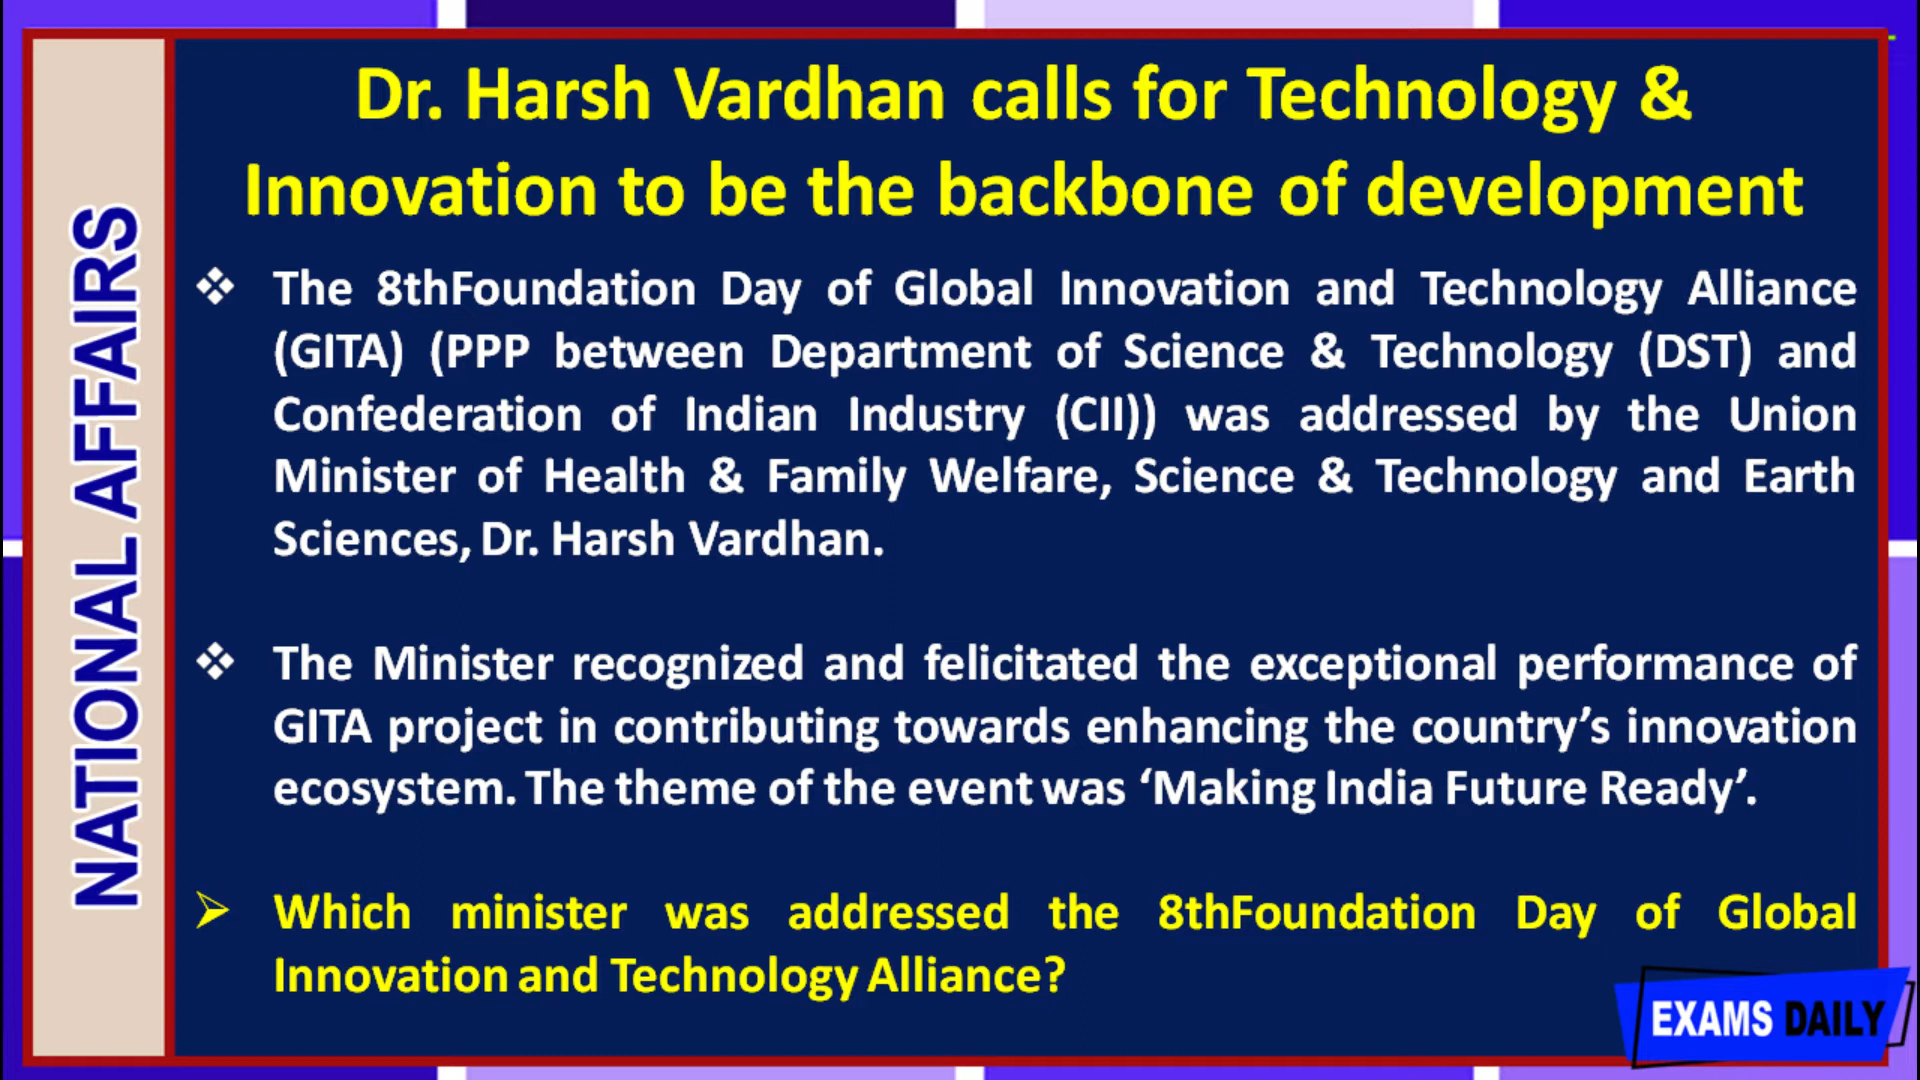 NATIONAL AFFAIRS
Dr. Harsh Vardhan calls for Technology &
Innovation to be the backbone of development
❖ The 8thFoundation Day of Global Innovation and Technology Alliance
(GITA) (PPP between Department of Science & Technology (DST) and
Confederation of Indian Industry (CII)) was addressed by the Union
Minister of Health & Family Welfare, Science & Technology and Earth
Sciences, Dr. Harsh Vardhan.
❖ The Minister recognized and felicitated the exceptional performance of
GITA project in contributing towards enhancing the country’s innovation
ecosystem. The theme of the event was ‘Making India Future Ready’.
➢ Which minister was addressed the 8thFoundation Day of Global
Innovation and Technology Alliance?
EXAMS DAILY